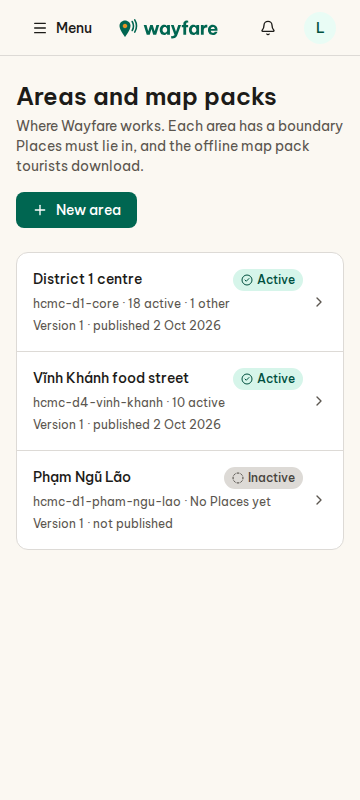 Menu
wayfare
L
Areas and map packs
Where Wayfare works. Each area has a boundary
Places must lie in, and the offline map pack
tourists download.
New area
District 1 centre
Active
hcmc-d1-core · 18 active · 1 other
Version 1 · published 2 Oct 2026
Vĩnh Khánh food street
Active
hcmc-d4-vinh-khanh · 10 active
Version 1 · published 2 Oct 2026
Phạm Ngũ Lão
Inactive
hcmc-d1-pham-ngu-lao · No Places yet
Version 1 · not published